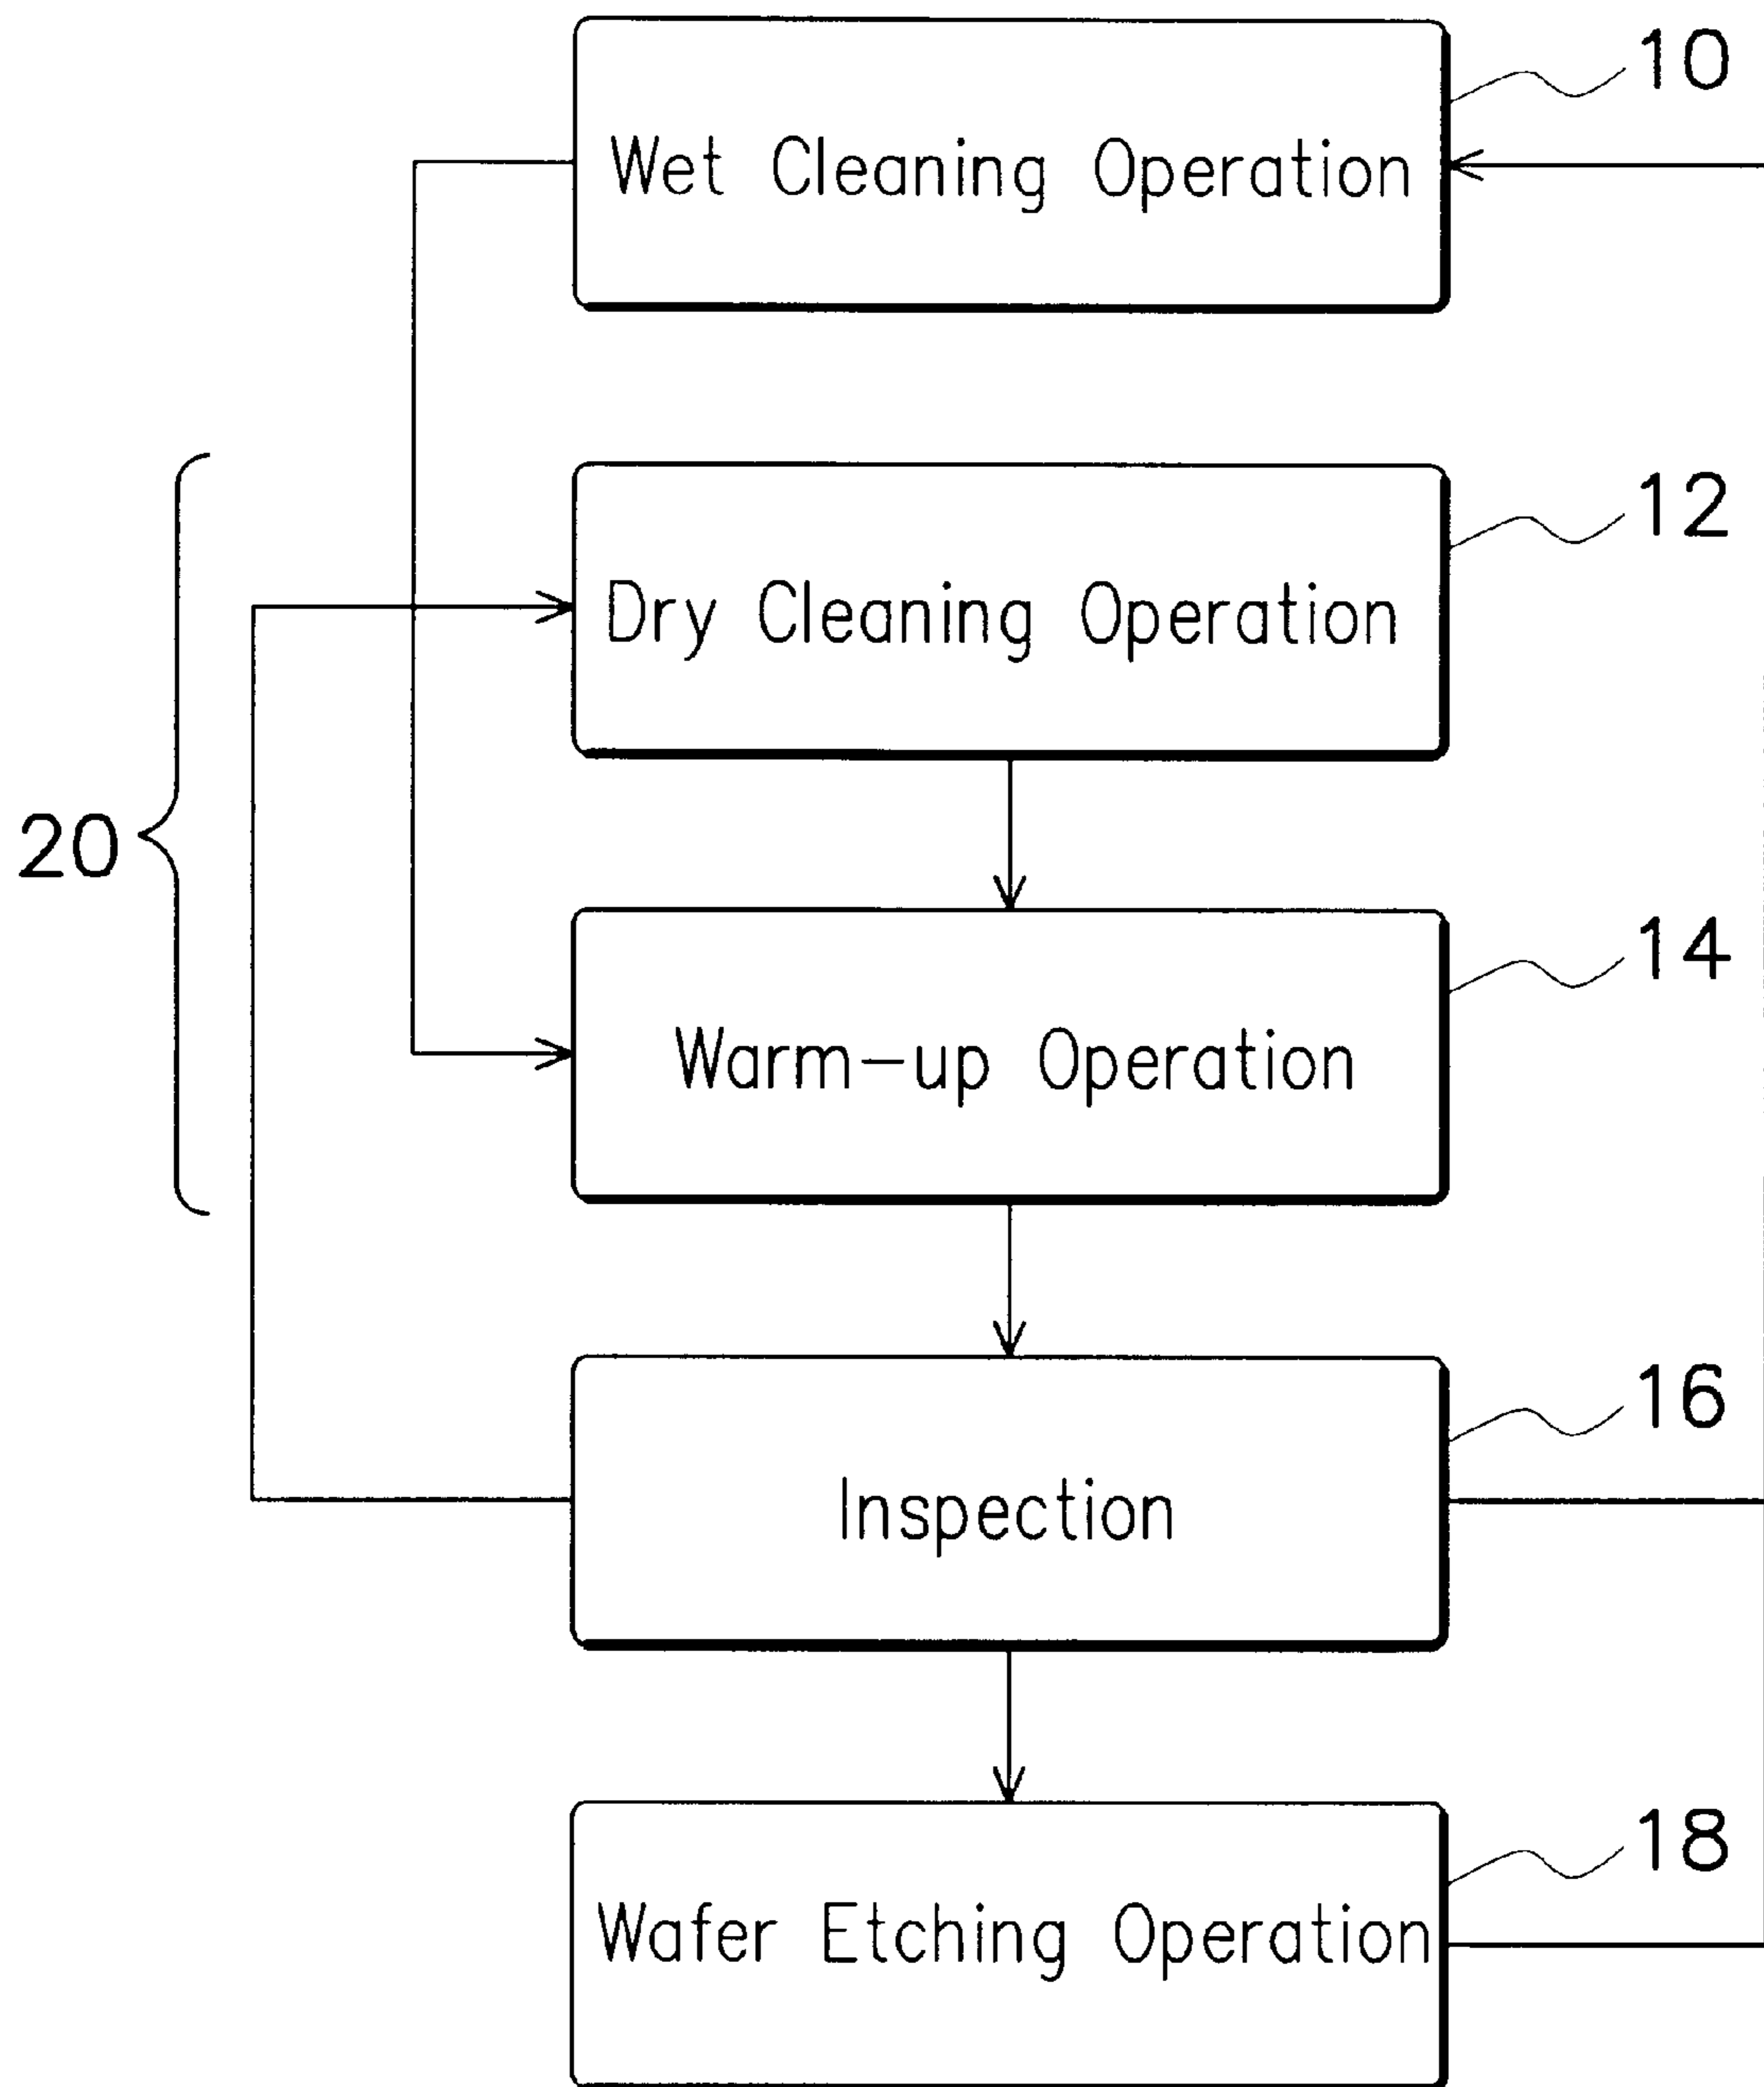 10
Wet Cleaning Operation
12
Dry Cleaning Operation
20
14
Warm-up Operation
16
Inspection
18
Wafer Etching Operation